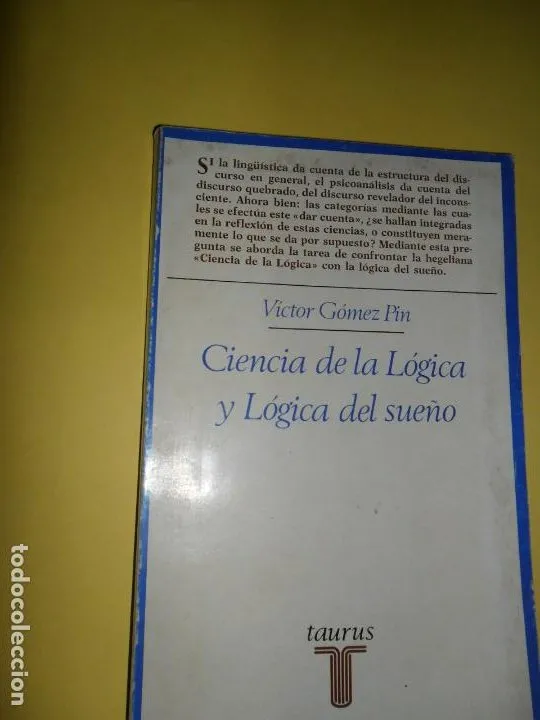 SI la lingüística da cuenta de la estructura del dis-
curso en general, el psicoanálisis da cuenta del
discurso quebrado, del discurso revelador del incons-
ciente. Ahora bien: las categorías mediante las cua-
les se efectúa este «dar cuenta», ¿se hallan integradas
en la reflexión de estas ciencias, o constituyen mera-
mente lo que se da por supuesto? Mediante esta pre-
gunta se aborda la tarea de confrontar la hegeliana
«Ciencia de la Lógica» con la lógica del sueño.
Víctor Gómez Pin
Ciencia de la Lógica
y Lógica del sueño
taurus
todocoleccion